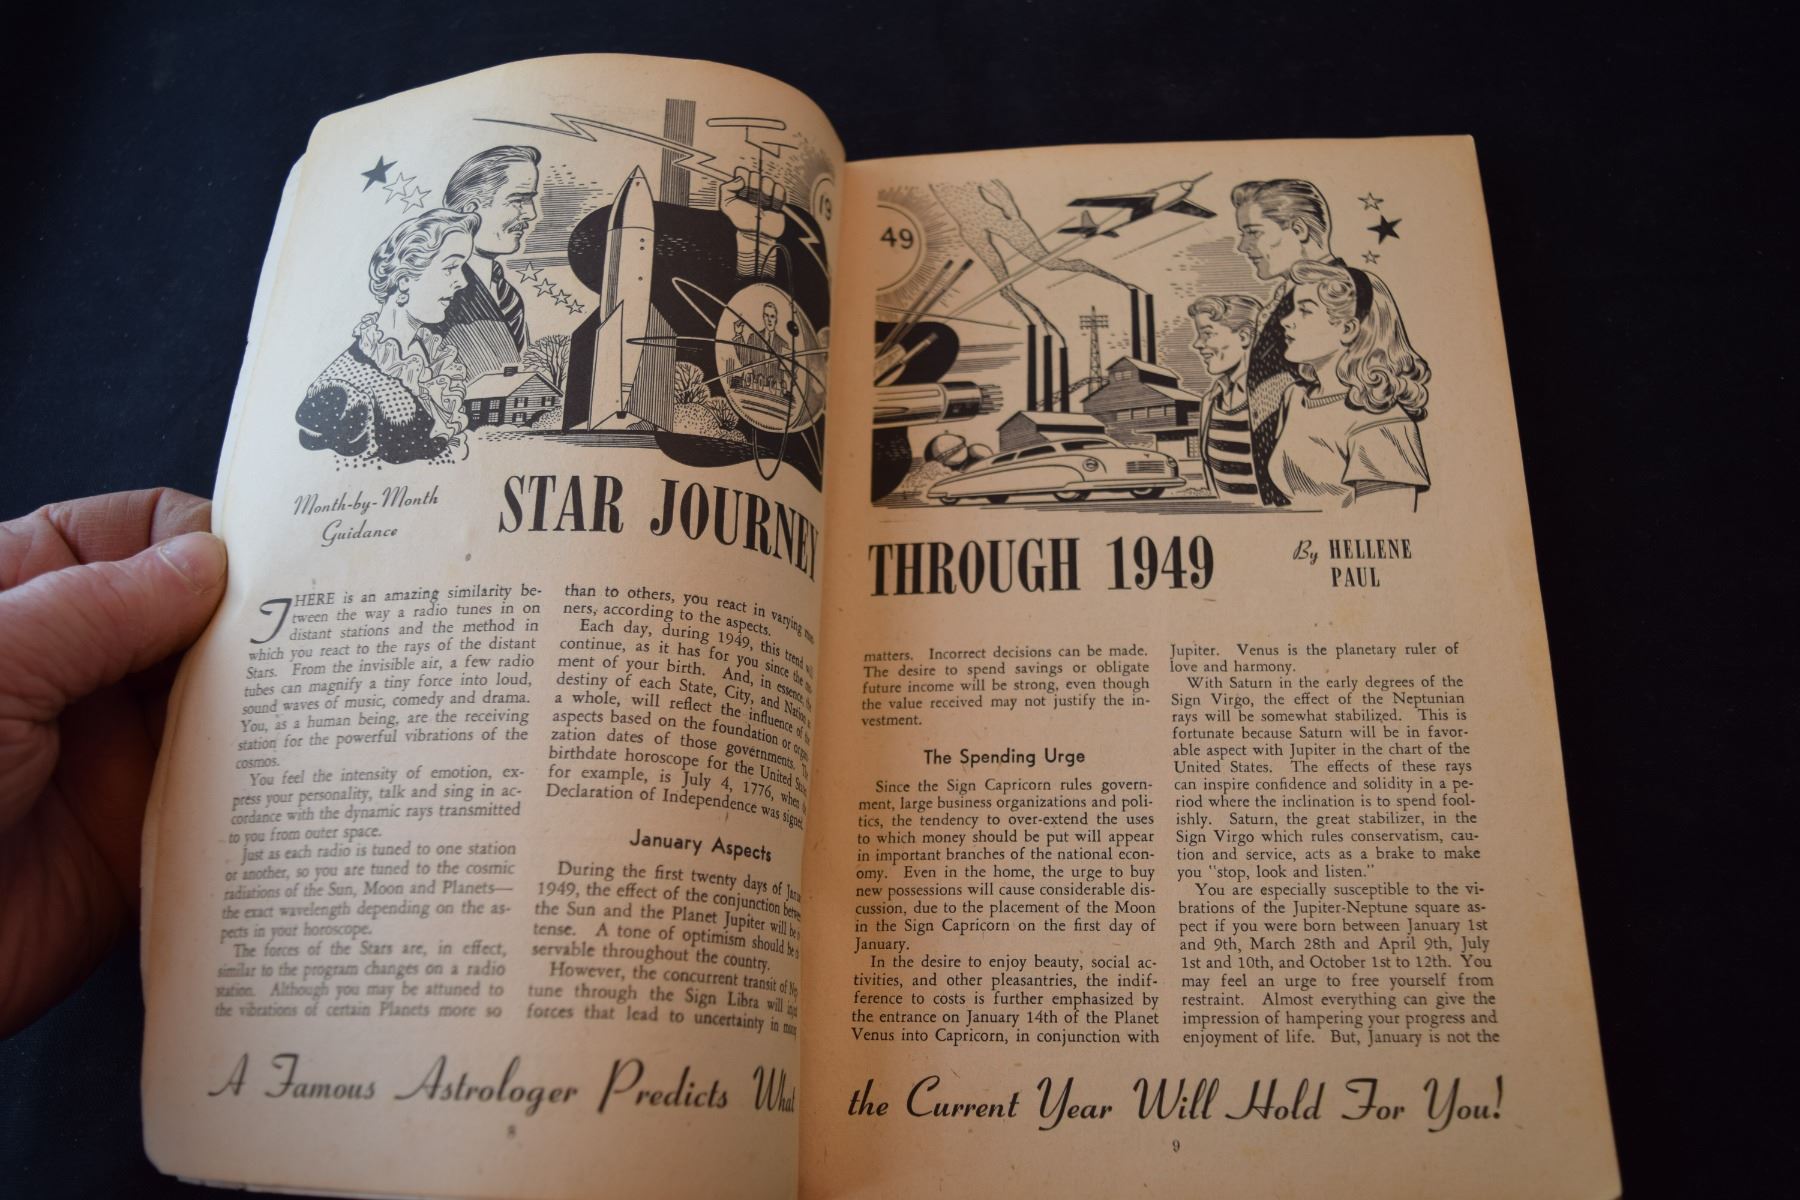 19
Month-by-Month
Guidance
STAR JOURNEY
THERE is an amazing similarity be-
tween the way a radio tunes in on
distant stations and the method in
which you react to the rays of the distant
Stars. From the invisible air, a few radio
tubes can magnify a tiny force into loud,
sound waves of music, comedy and drama.
You, as a human being, are the receiving
station for the powerful vibrations of the
cosmos.
You feel the intensity of emotion, ex-
press your personality, talk and sing in ac-
cordance with the dynamic rays transmitted
to you from outer space.
Just as each radio is tuned to one station
or another, so you are tuned to the cosmic
radiations of the Sun, Moon and Planets—
the exact wavelength depending on the as-
pects in your horoscope.
The forces of the Stars are, in effect,
similar to the program changes on a radio
station. Although you may be attuned to
the vibrations of certain Planets more so
than to others, you react in varying
ners, according to the aspects.
Each day, during 1949, this trend will
continue, as it has for you since the
ment of your birth. And, in essence, the
destiny of each State, City, and Nation as
a whole, will reflect the influence of the
aspects based on the foundation or organi-
zation dates of those governments. The
birthdate horoscope for the United States
for example, is July 4, 1776, when the
Declaration of Independence was signed.
January Aspects
During the first twenty days of January
1949, the effect of the conjunction between
the Sun and the Planet Jupiter will be in-
tense. A tone of optimism should be ob-
servable throughout the country.
However, the concurrent transit of Nep-
tune through the Sign Libra will inject
forces that lead to uncertainty in money
A Famous Astrologer Predicts What
8
49
THROUGH 1949
By HELLENE
PAUL
matters. Incorrect decisions can be made.
The desire to spend savings or obligate
future income will be strong, even though
the value received may not justify the in-
vestment.
The Spending Urge
Since the Sign Capricorn rules govern-
ment, large business organizations and poli-
tics, the tendency to over-extend the uses
to which money should be put will appear
in important branches of the national econ-
omy. Even in the home, the urge to buy
new possessions will cause considerable dis-
cussion, due to the placement of the Moon
in the Sign Capricorn on the first day of
January.
In the desire to enjoy beauty, social ac-
tivities, and other pleasantries, the indif-
ference to costs is further emphasized by
the entrance on January 14th of the Planet
Venus into Capricorn, in conjunction with
Jupiter. Venus is the planetary ruler of
love and harmony.
With Saturn in the early degrees of the
Sign Virgo, the effect of the Neptunian
rays will be somewhat stabilized. This is
fortunate because Saturn will be in favor-
able aspect with Jupiter in the chart of the
United States. The effects of these rays
can inspire confidence and solidity in a pe-
riod where the inclination is to spend fool-
ishly. Saturn, the great stabilizer, in the
Sign Virgo which rules conservatism, cau-
tion and service, acts as a brake to make
you "stop, look and listen."
You are especially susceptible to the vi-
brations of the Jupiter-Neptune square as-
pect if you were born between January 1st
and 9th, March 28th and April 9th, July
1st and 10th, and October 1st to 12th. You
may feel an urge to free yourself from
restraint. Almost everything can give the
impression of hampering your progress and
enjoyment of life. But, January is not the
the Current Year Will Hold For You!
9